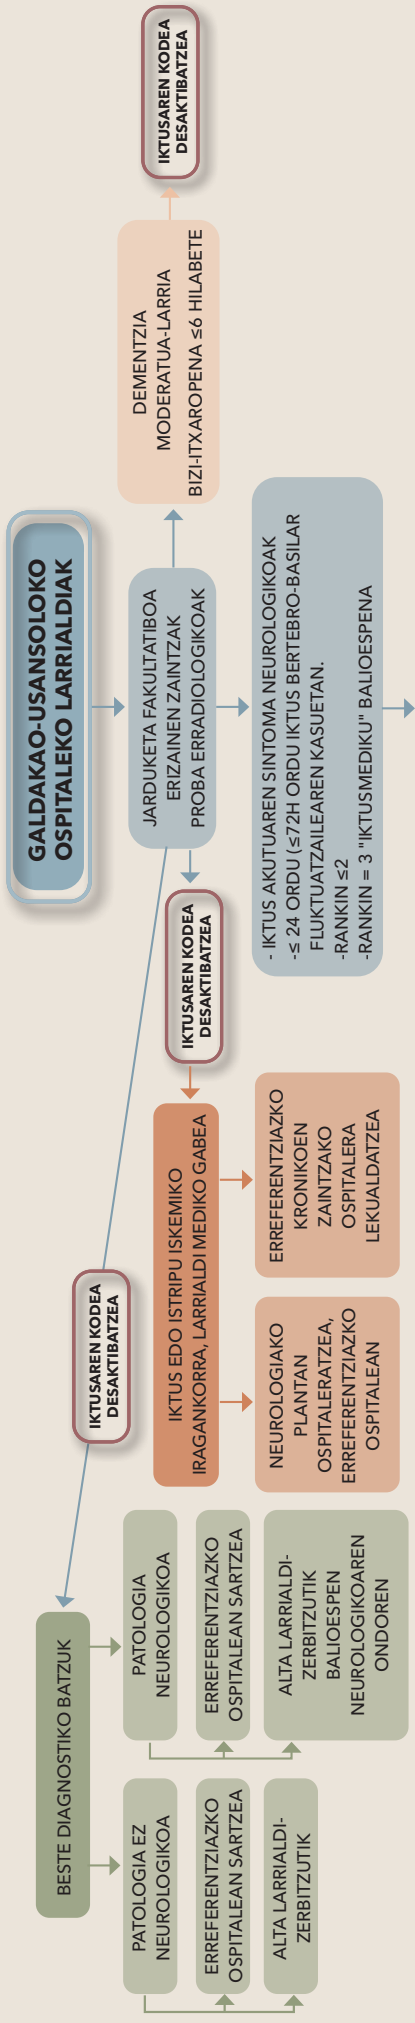 GALDAKAO-USANSOLOKO
OSPITALEKO LARRIALDIAK
JARDUKETA FAKULTATIBOA
ERIZAINEN ZAINTZAK
PROBA ERRADIOLOGIKOAK
DEMENTZIA
MODERATUA-LARRIA
BIZI-ITXAROPENA ≤6 HILABETE
IKTUSAREN KODEA
DESAKTIBATZEA
- IKTUS AKUTUAREN SINTOMA NEUROLOGIKOAK
-≤ 24 ORDU (≤72H ORDU IKTUS BERTEBRO-BASILAR
FLUKTUATZAILEAREN KASUETAN.
-RANKIN ≤2
-RANKIN = 3 "IKTUSMEDIKU" BALIOESPENA
IKTUSAREN KODEA
DESAKTIBATZEA
IKTUS EDO ISTRIPU ISKEMIKO
IRAGANKORRA, LARRIALDI MEDIKO GABEA
NEUROLOGIAKO
PLANTAN
OSPITALERATZEA,
ERREFERENTZIAZKO
OSPITALEAN
ERREFERENTZIAZKO
KRONIKOEN
ZAINTZAKO
OSPITALERA
LEKUALDATZEA
IKTUSAREN KODEA
DESAKTIBATZEA
BESTE DIAGNOSTIKO BATZUK
PATOLOGIA EZ
NEUROLOGIKOA
ERREFERENTZIAZKO
OSPITALEAN SARTZEA
ALTA LARRIALDI-
ZERBITZUTIK
PATOLOGIA
NEUROLOGIKOA
ERREFERENTZIAZKO
OSPITALEAN SARTZEA
ALTA LARRIALDI-
ZERBITZUTIK
BALIOESPEN
NEUROLOGIKOAREN
ONDOREN